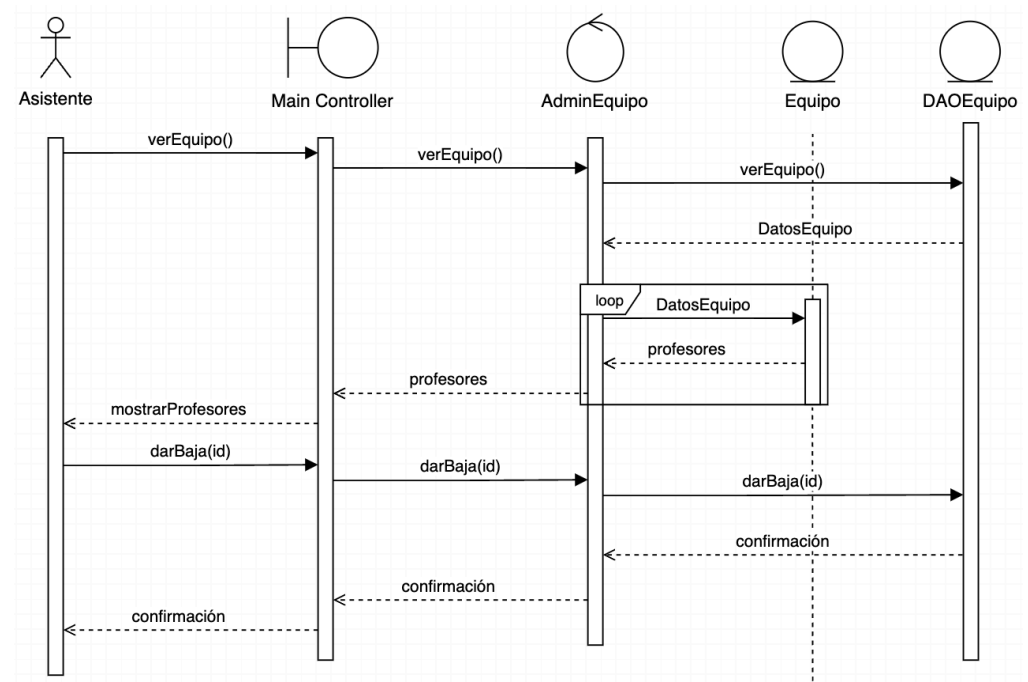 Asistente
Main Controller
AdminEquipo
Equipo
DAOEquipo
verEquipo()
verEquipo()
verEquipo()
DatosEquipo
loop
DatosEquipo
profesores
profesores
mostrarProfesores
darBaja(id)
darBaja(id)
darBaja(id)
confirmación
confirmación
confirmación